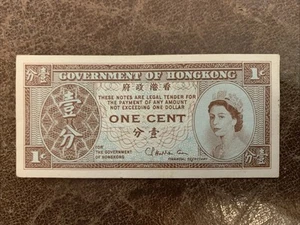 1¢ GOVERNMENT OF HONGKONG 1¢
府政港香
THESE NOTES ARE LEGAL TENDER FOR
THE PAYMENT OF ANY AMOUNT
NOT EXCEEDING ONE DOLLAR
壹分
ONE CENT
分壹
FOR
THE GOVERNMENT
OF HONGKONG
FINANCIAL SECRETARY
1¢
分壹
分壹